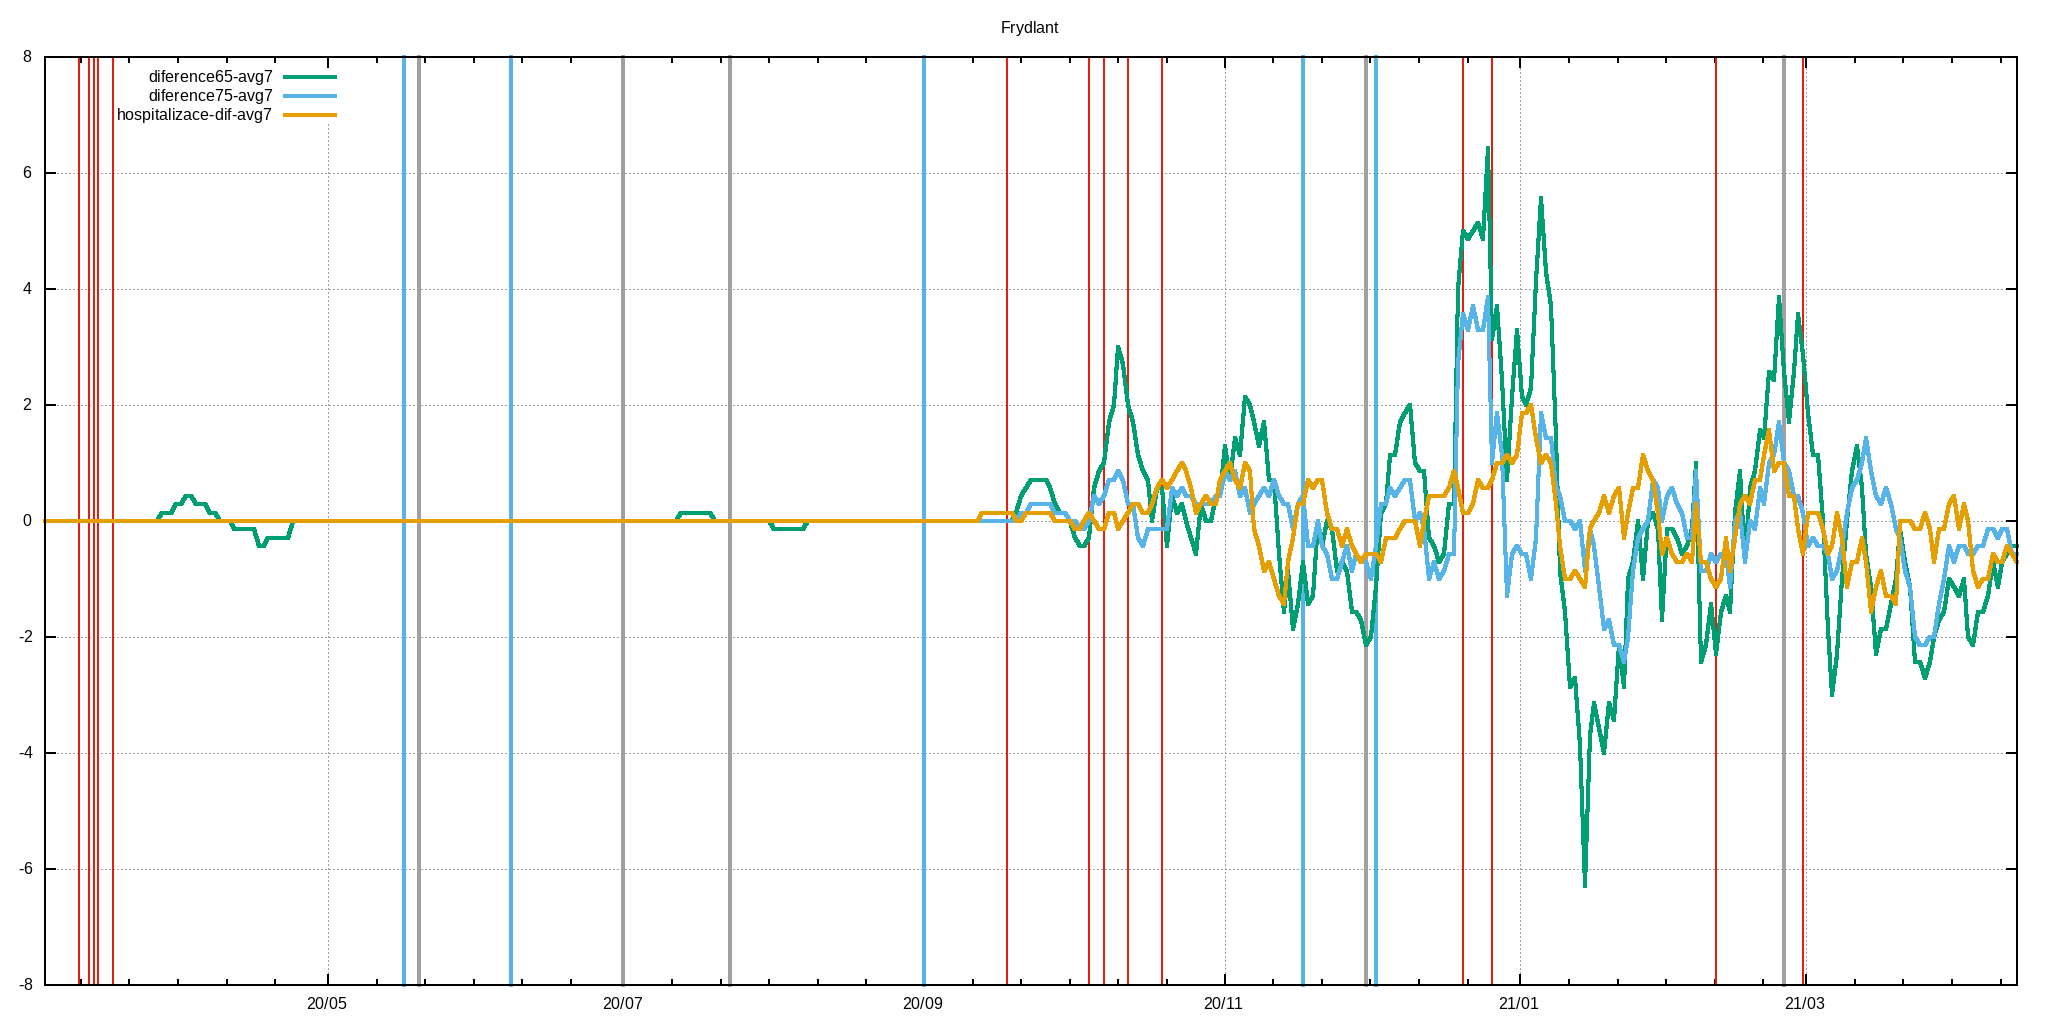 Frydlant
diference65-avg7
diference75-avg7
hospitalizace-dif-avg7
8
6
4
2
0
-2
-4
-6
-8
20/05 20/07 20/09 20/11 21/01 21/03